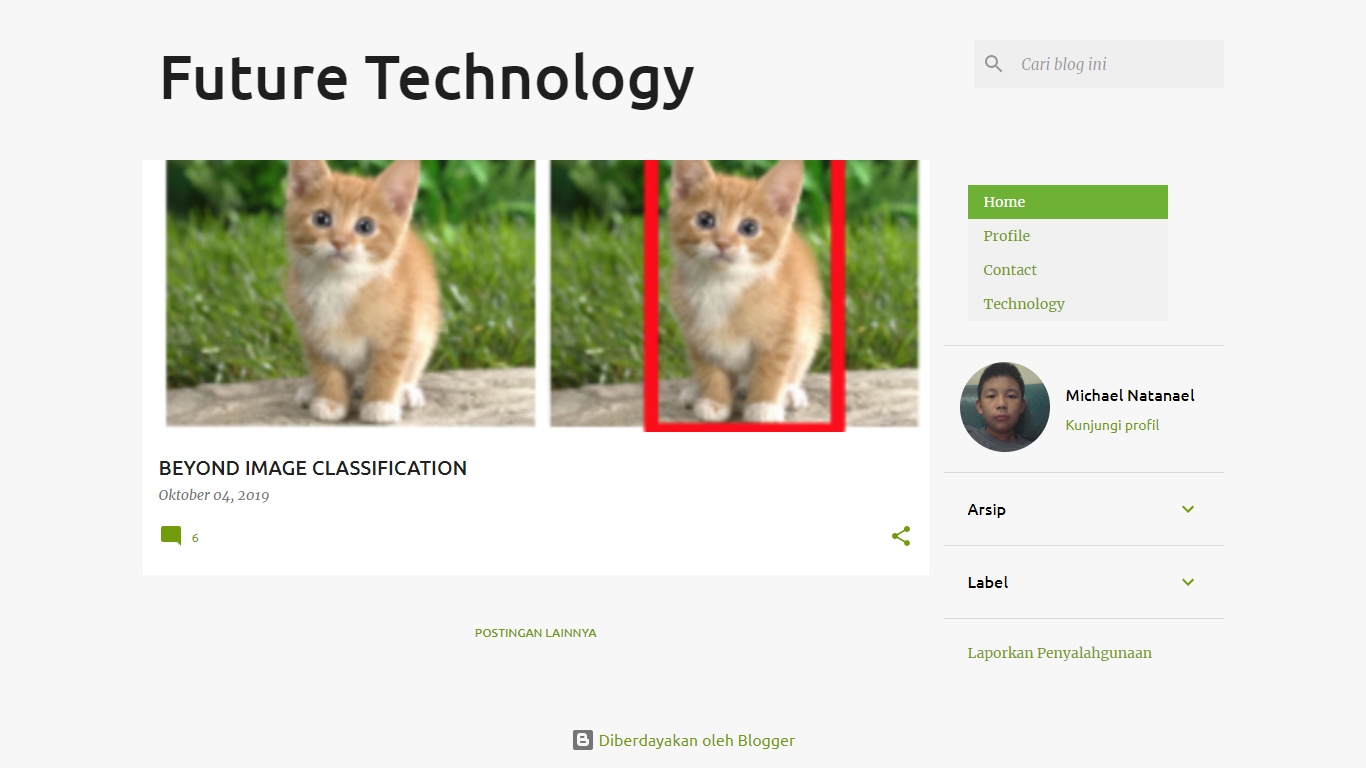 Future Technology
Cari blog ini
Home
Profile
Contact
Technology
Michael Natanael
Kunjungi profil
BEYOND IMAGE CLASSIFICATION
Oktober 04, 2019
6
Arsip
Label
POSTINGAN LAINNYA
Laporkan Penyalahgunaan
Diberdayakan oleh Blogger